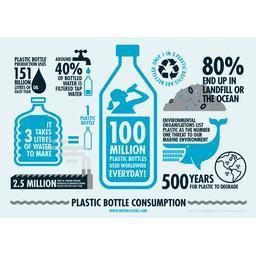 PLASTIC BOTTLE
PRODUCTION USES
151
BILLION
LITRES OF OIL
EACH YEAR
AROUND
40%
OF BOTTLED
WATER IS
FILTERED TAP
WATER
ONLY 1 IN 5 PLASTIC
BOTTLES ARE RECYCLED
80%
END UP IN
LANDFILL OR
THE OCEAN
IT
TAKES
3 LITRES
OF WATER
TO MAKE
1
PLASTIC
BOTTLE
100
MILLION
PLASTIC BOTTLES
USED WORLDWIDE
EVERYDAY!
ENVIRONMENTAL
ORGANISATIONS LIST
PLASTIC AS THE NUMBER
ONE THREAT TO OUR
MARINE ENVIRONMENT
2.5 MILLION
500 YEARS
FOR PLASTIC TO DEGRADE
PLASTIC BOTTLE CONSUMPTION